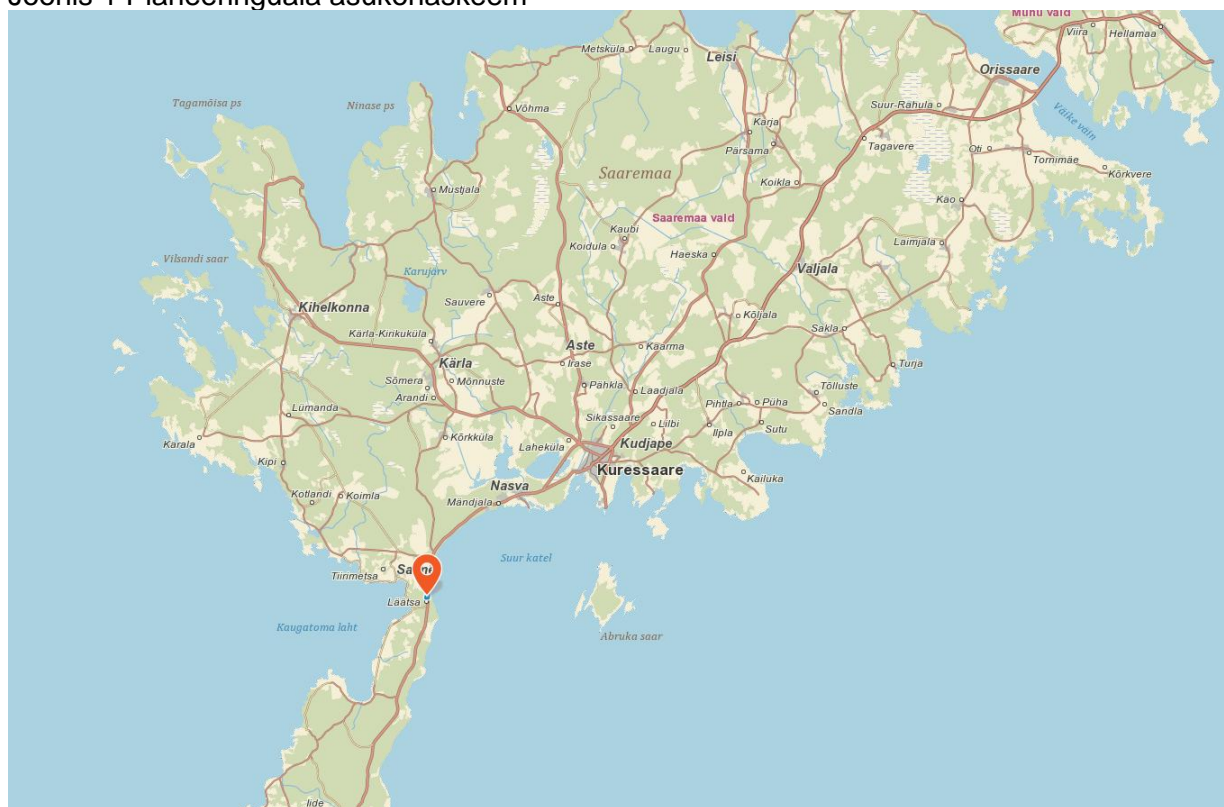 Joonis 1 Planeeringuala asukohaskeem
Muhu vald
Viira
Hellamaa
Metsküla
Laugu
Leisi
Orissaare
Tagamõisa ps
Ninase ps
Võhma
Suur-Rahula
Väike väin
Karja
Pärsama
Tagavere
Oti
Tornimäe
Kõrkvere
Saaremaa
Koikla
Mustjala
Kao
Saaremaa vald
Kaubi
Koidula
Haeska
Laimjala
Vilsandi saar
Karujärv
Valjala
Sauvere
Aste
Kihelkonna
Kõljala
Sakla
Kärla-Kirikuküla
Aste
Kaarma
Kärla
Irase
Turja
Sõmera
Mõnnuste
Pähkla
Laadjala
Tõlluste
Arandi
Pihtla
Puha
Sandla
Lümanda
Sikassaare
Lilbi
Ilpla
Sutu
Karala
Kõrkküla
Laheküla
Kudjape
Kipi
Kuressaare
Kailuka
Kotlandi
Koimla
Nasva
Mändjala
Suur katel
Tiirimetsa
Läätsa
Kaugatoma laht
Abruka saar
Iide